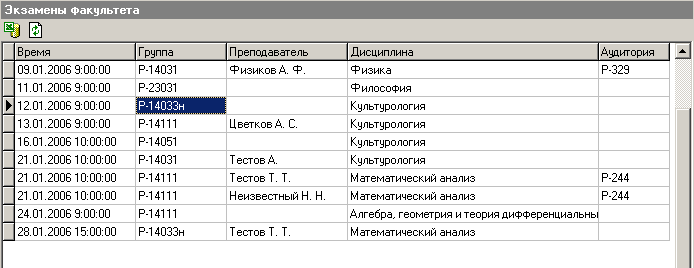 Экзамены факультета
Время Группа Преподаватель Дисциплина Аудитория
09.01.2006 9:00:00 Р-14031 Физиков А. Ф. Физика Р-329
11.01.2006 9:00:00 Р-23031 Философия
12.01.2006 9:00:00 Р-14033н Культурология
13.01.2006 9:00:00 Р-14111 Цветков А. С. Культурология
16.01.2006 10:00:00 Р-14051 Культурология
21.01.2006 10:00:00 Р-14031 Тестов А. Культурология
21.01.2006 10:00:00 Р-14111 Тестов Т. Т. Математический анализ Р-244
21.01.2006 10:00:00 Р-14111 Неизвестный Н. Н. Математический анализ Р-244
24.01.2006 9:00:00 Р-14111 Алгебра, геометрия и теория дифференциальны
28.01.2006 15:00:00 Р-14033н Тестов Т. Т. Математический анализ